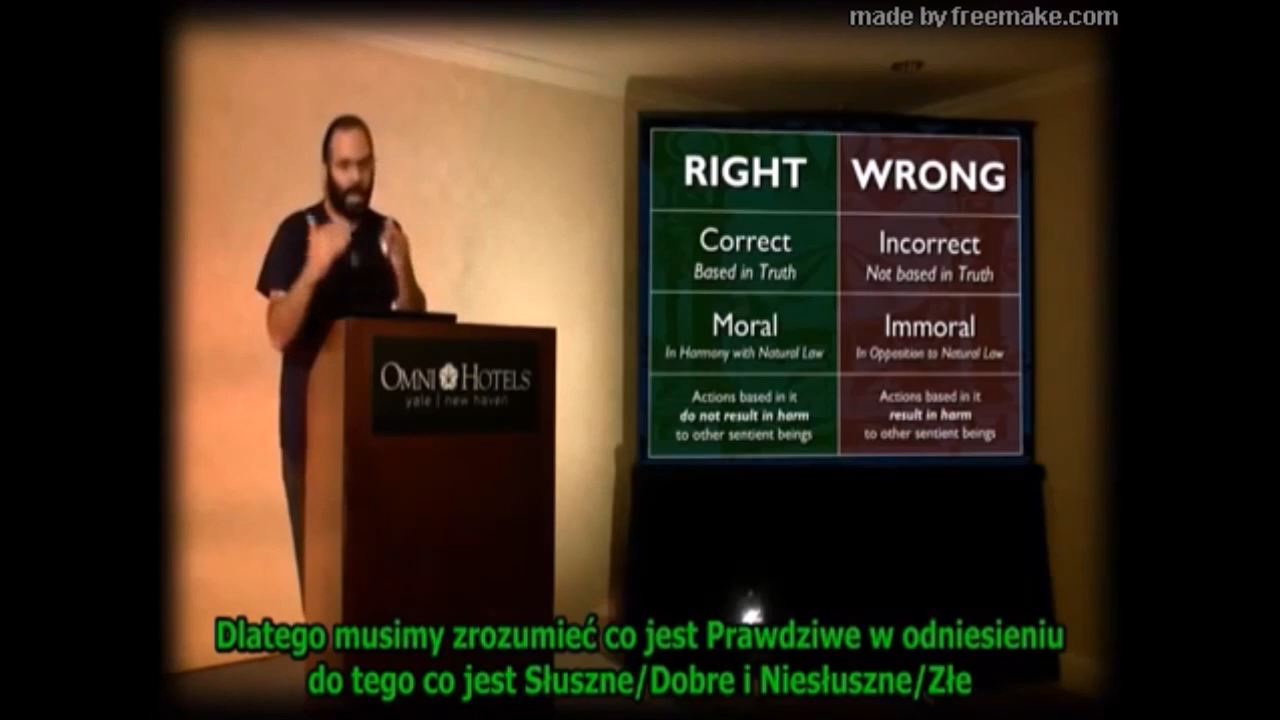 made by freemake.com
RIGHT
WRONG
Correct
Based in Truth
Incorrect
Not based in Truth
Moral
In Harmony with Natural Law
Immoral
In Opposition to Natural Law
Actions based in it
do not result in harm
to other sentient beings
Actions based in it
result in harm
to other sentient beings
OMNI HOTELS
yale | new haven
Dlatego musimy zrozumieć co jest Prawdziwe w odniesieniu
do tego co jest Słuszne/Dobre i Niesłuszne/Złe